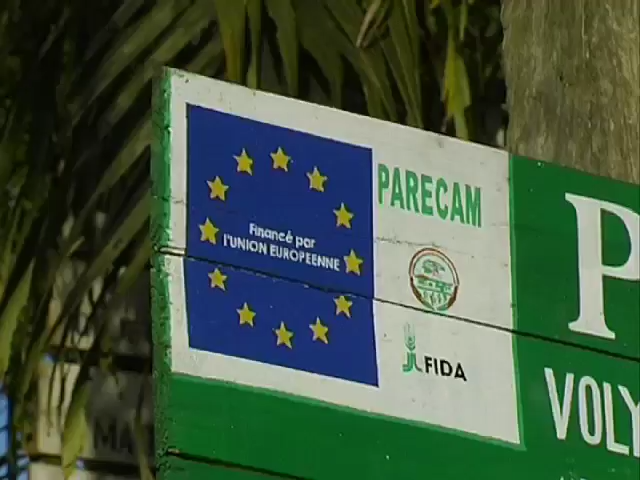 PARECAM
Financé par
l'UNION EUROPEENNE
FIDA
P
VOLY